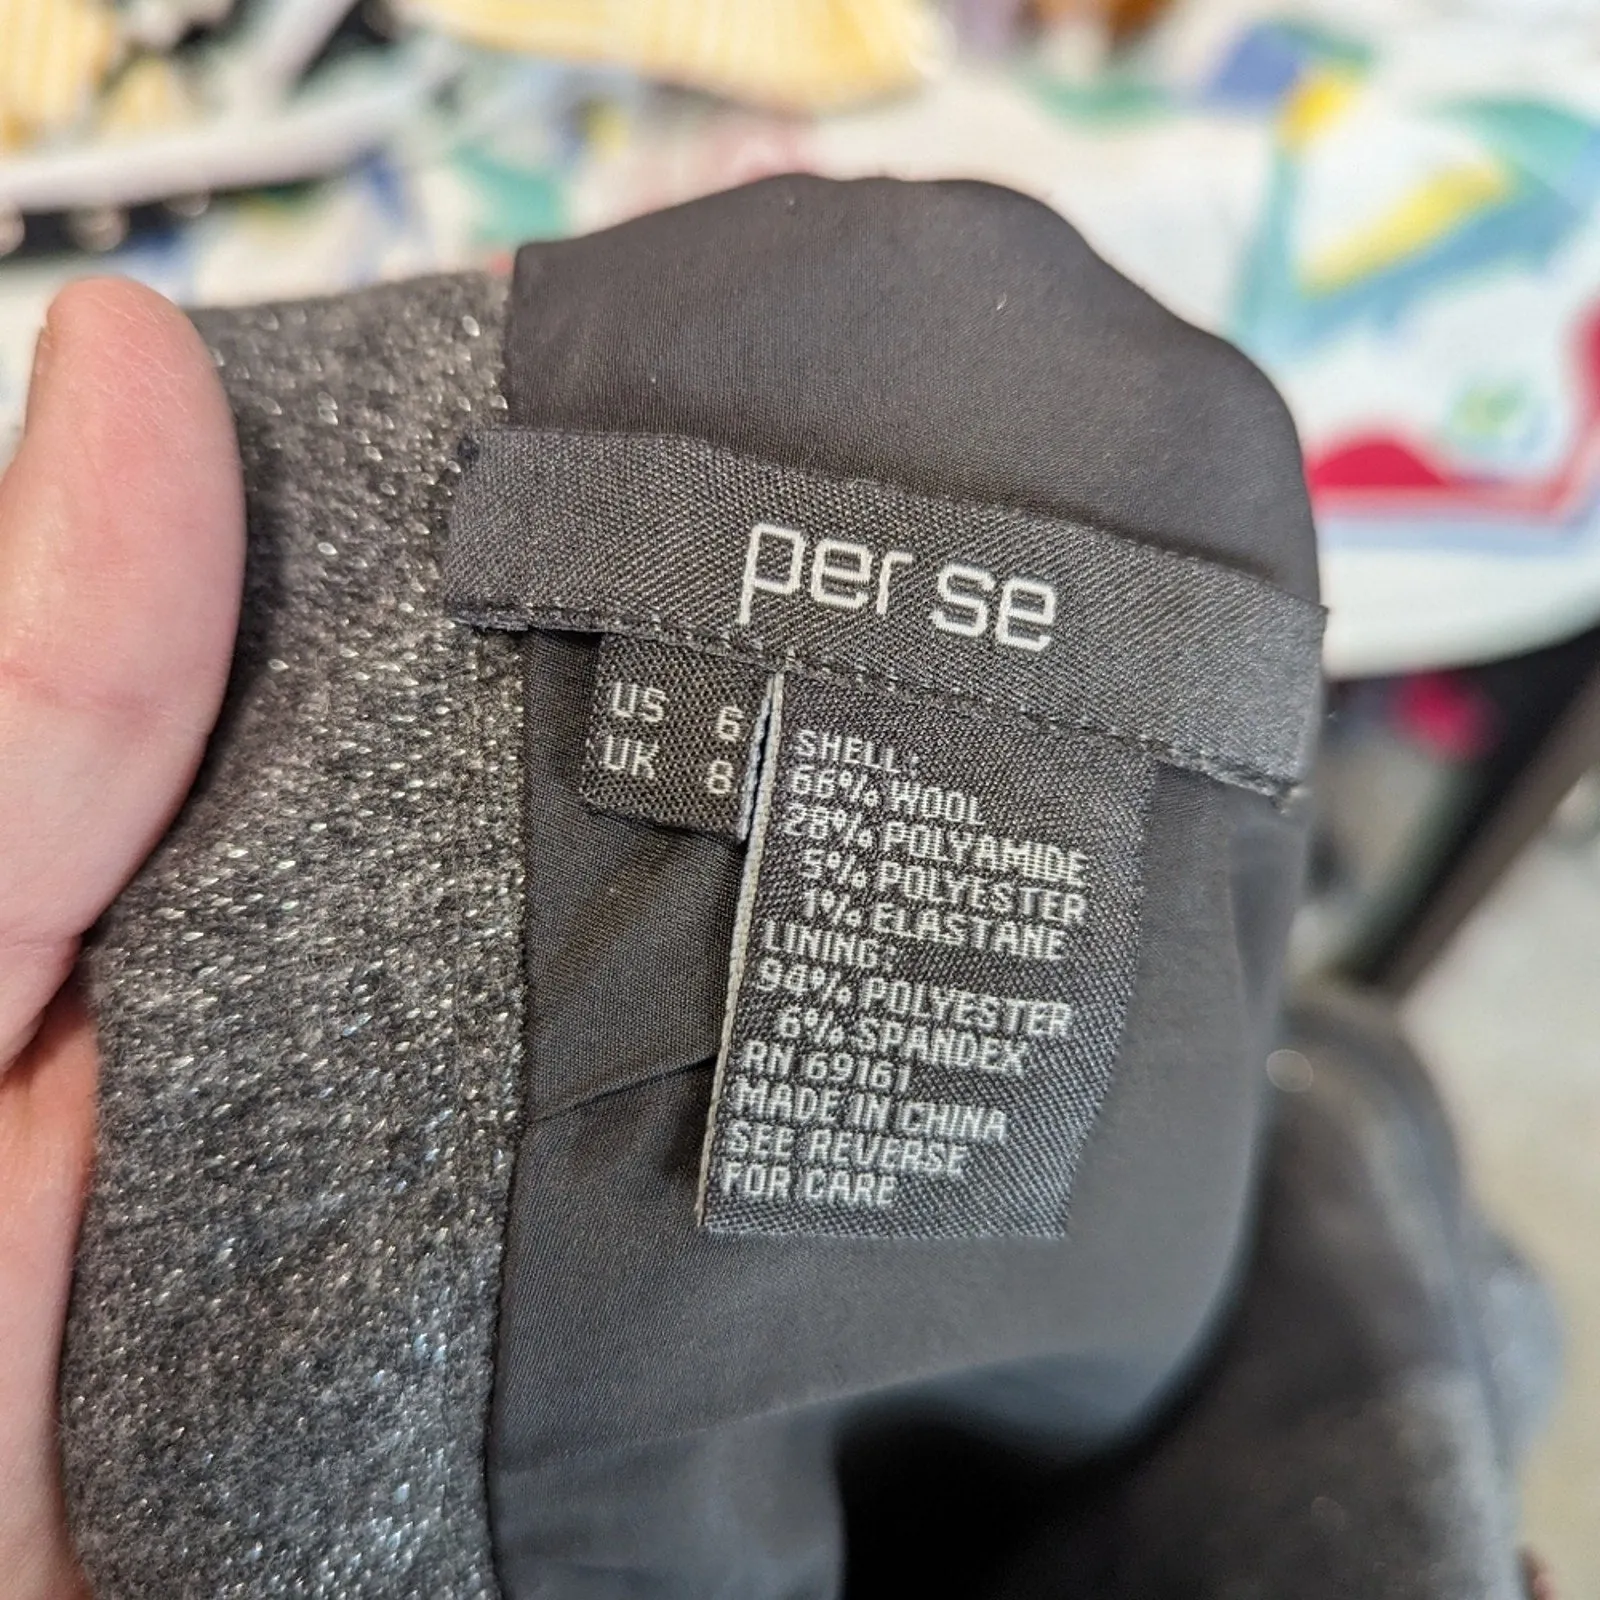 per se
US 6
UK 8
SHELL:
66% WOOL
28% POLYAMIDE
5% POLYESTER
1% ELASTANE
LINING:
94% POLYESTER
6% SPANDEX
RN 69161
MADE IN CHINA
SEE REVERSE
FOR CARE